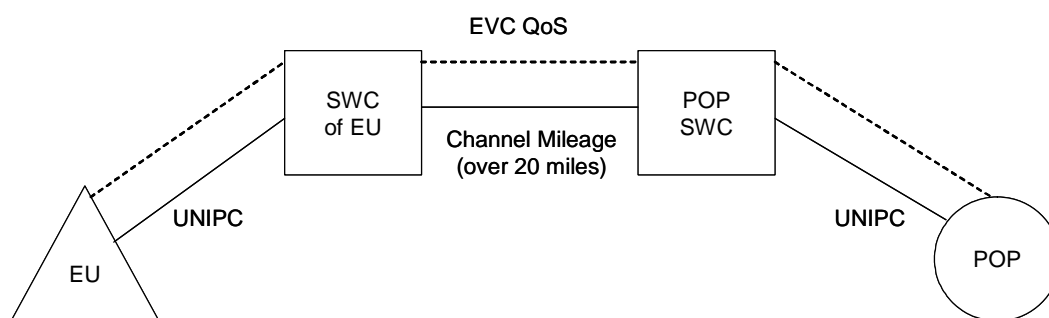 EVC QoS
SWC
of EU
POP
SWC
Channel Mileage
(over 20 miles)
UNIPC
UNIPC
EU
POP